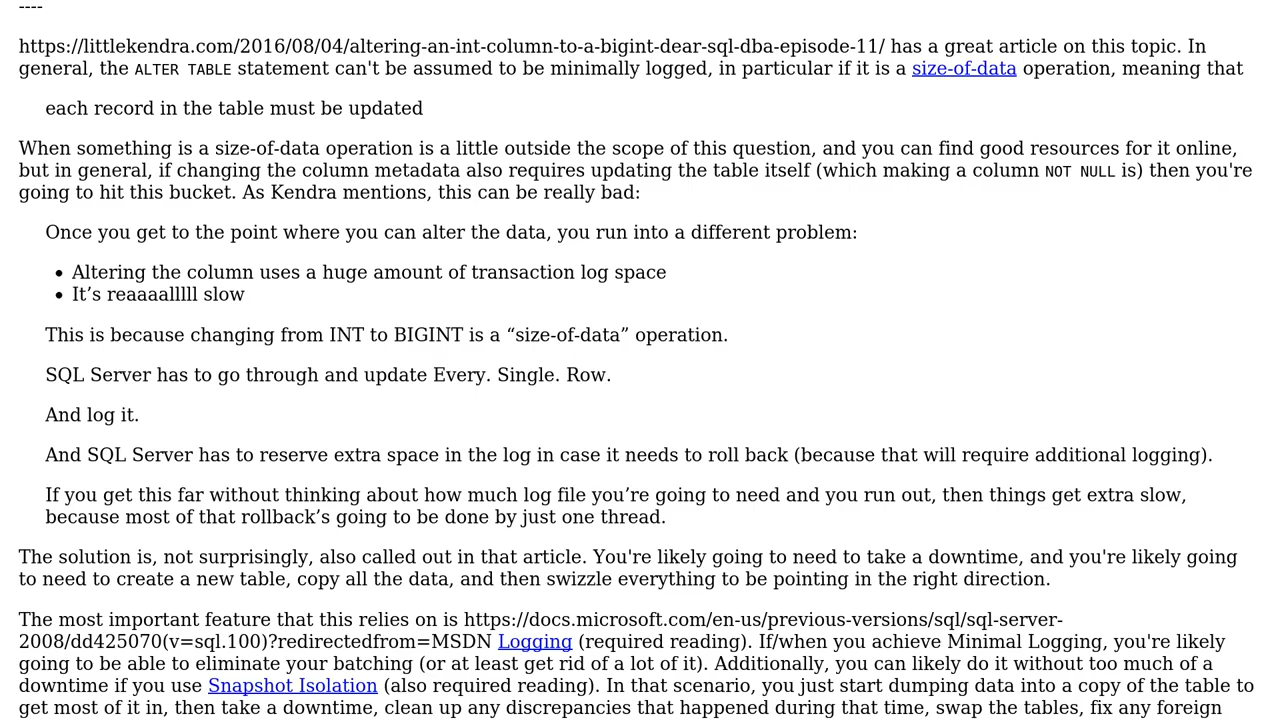 ----
https://littlekendra.com/2016/08/04/altering-an-int-column-to-a-bigint-dear-sql-dba-episode-11/ has a great article on this topic. In
general, the ALTER TABLE statement can't be assumed to be minimally logged, in particular if it is a size-of-data operation, meaning that
each record in the table must be updated
When something is a size-of-data operation is a little outside the scope of this question, and you can find good resources for it online,
but in general, if changing the column metadata also requires updating the table itself (which making a column NOT NULL is) then you're
going to hit this bucket. As Kendra mentions, this can be really bad:
Once you get to the point where you can alter the data, you run into a different problem:
• Altering the column uses a huge amount of transaction log space
• It’s reaaaalllll slow
This is because changing from INT to BIGINT is a “size-of-data” operation.
SQL Server has to go through and update Every. Single. Row.
And log it.
And SQL Server has to reserve extra space in the log in case it needs to roll back (because that will require additional logging).
If you get this far without thinking about how much log file you’re going to need and you run out, then things get extra slow,
because most of that rollback’s going to be done by just one thread.
The solution is, not surprisingly, also called out in that article. You're likely going to need to take a downtime, and you're likely going
to need to create a new table, copy all the data, and then swizzle everything to be pointing in the right direction.
The most important feature that this relies on is https://docs.microsoft.com/en-us/previous-versions/sql/sql-server-
2008/dd425070(v=sql.100)?redirectedfrom=MSDN Logging (required reading). If/when you achieve Minimal Logging, you're likely
going to be able to eliminate your batching (or at least get rid of a lot of it). Additionally, you can likely do it without too much of a
downtime if you use Snapshot Isolation (also required reading). In that scenario, you just start dumping data into a copy of the table to
get most of it in, then take a downtime, clean up any discrepancies that happened during that time, swap the tables, fix any foreign